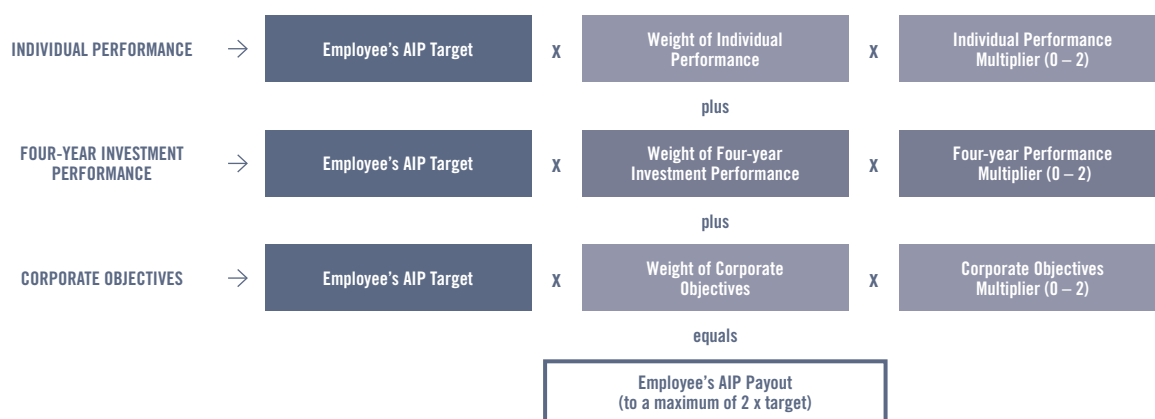 INDIVIDUAL PERFORMANCE → Employee's AIP Target x Weight of Individual Performance x Individual Performance Multiplier (0 – 2)
plus
FOUR-YEAR INVESTMENT PERFORMANCE → Employee's AIP Target x Weight of Four-year Investment Performance x Four-year Performance Multiplier (0 – 2)
plus
CORPORATE OBJECTIVES → Employee's AIP Target x Weight of Corporate Objectives x Corporate Objectives Multiplier (0 – 2)
equals
Employee's AIP Payout
(to a maximum of 2 x target)